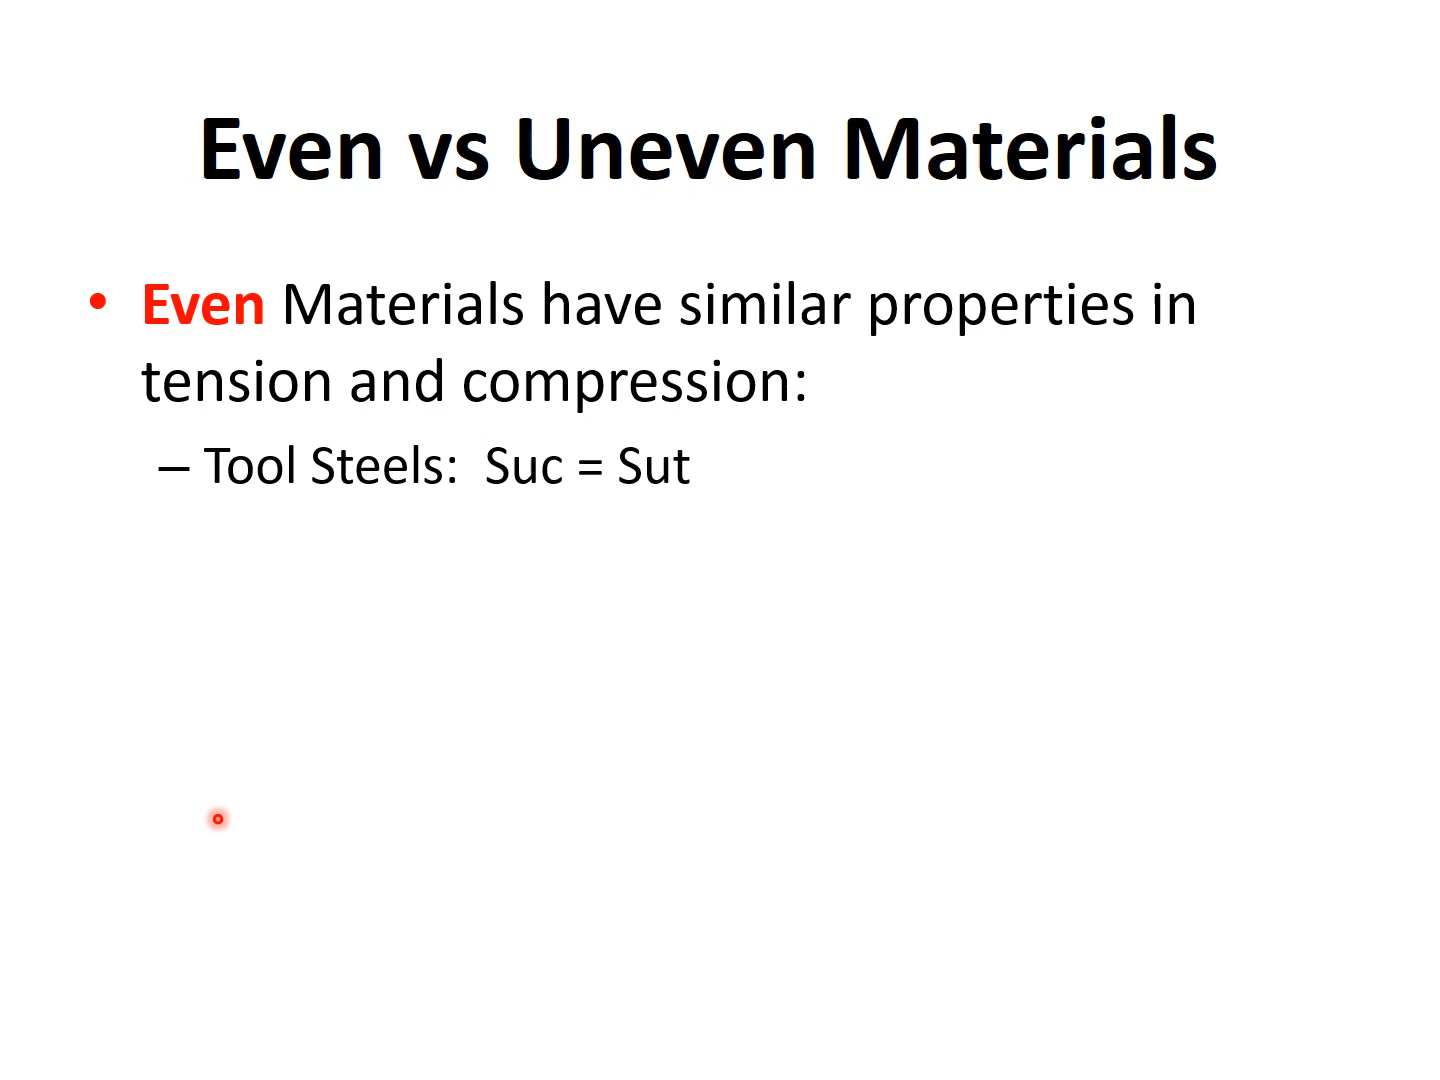 Even vs Uneven Materials
• Even Materials have similar properties in
tension and compression:
– Tool Steels:  Suc = Sut